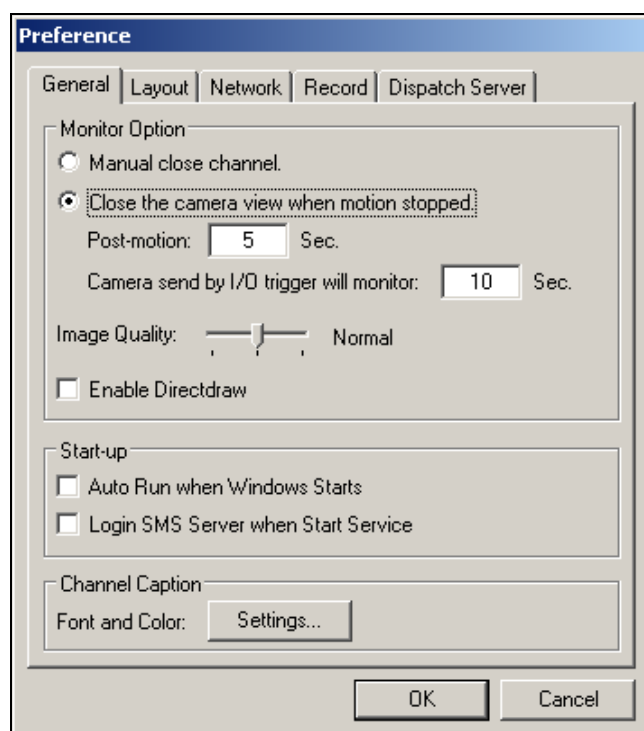 Preference
General Layout Network Record Dispatch Server
Monitor Option
Manual close channel.
Close the camera view when motion stopped.
Post-motion: 5 Sec.
Camera send by I/O trigger will monitor: 10 Sec.
Image Quality: Normal
Enable Directdraw
Start-up
Auto Run when Windows Starts
Login SMS Server when Start Service
Channel Caption
Font and Color: Settings...
OK Cancel